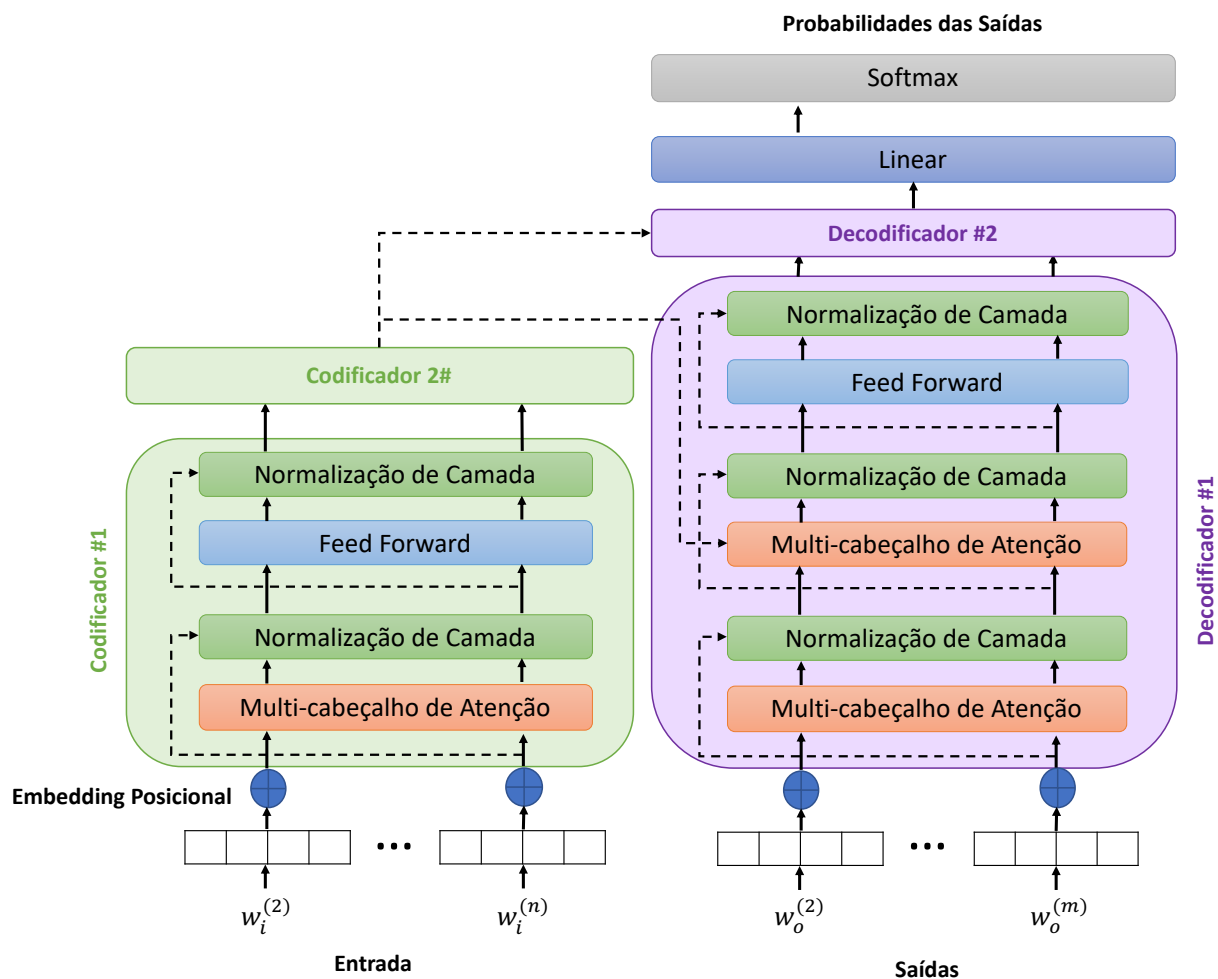 Probabilidades das Saídas
Softmax
Linear
Decodificador #2
Normalização de Camada
Feed Forward
Normalização de Camada
Multi-cabeçalho de Atenção
Normalização de Camada
Multi-cabeçalho de Atenção
Decodificador #1
Codificador 2#
Normalização de Camada
Feed Forward
Normalização de Camada
Multi-cabeçalho de Atenção
Codificador #1
Embedding Posicional
... ...
w_i^(2) w_i^(n) w_o^(2) w_o^(m)
Entrada
Saídas